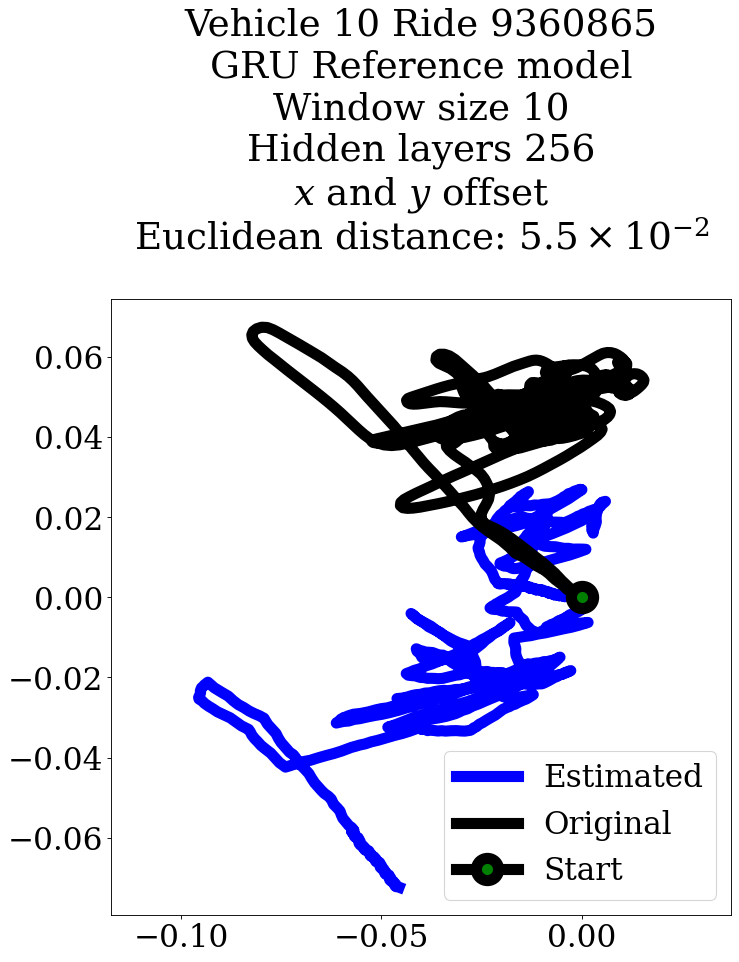 Vehicle 10 Ride 9360865
GRU Reference model
Window size 10
Hidden layers 256
x and y offset
Euclidean distance: 5.5 × 10⁻²
0.06
0.04
0.02
0.00
−0.02
−0.04
−0.06
Estimated
Original
Start
−0.10
−0.05
0.00